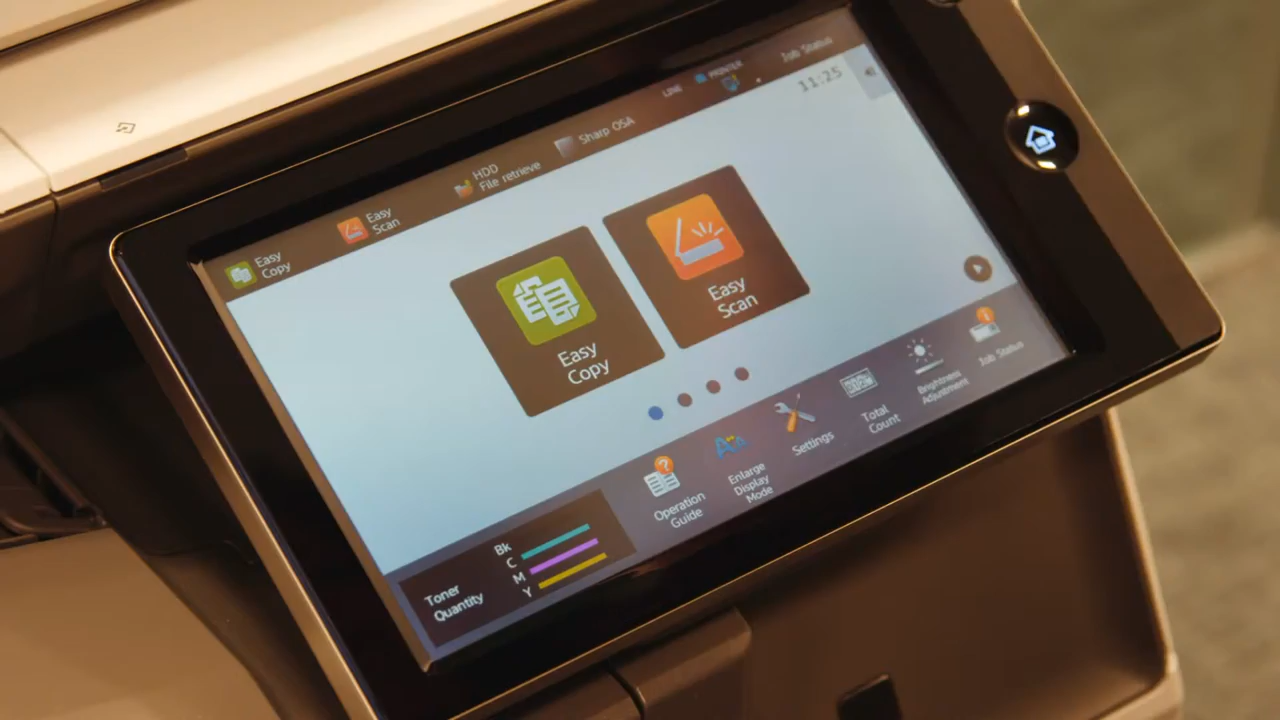 Job Status
LINE
PRINTER
11:25
Sharp OSA
HDD
File retrieve
Easy
Scan
Easy
Copy
Easy
Scan
Easy
Copy
Job Status
Brightness
Adjustment
Total
Count
Settings
Enlarge
Display
Mode
Operation
Guide
Toner
Quantity
Bk
C
M
Y